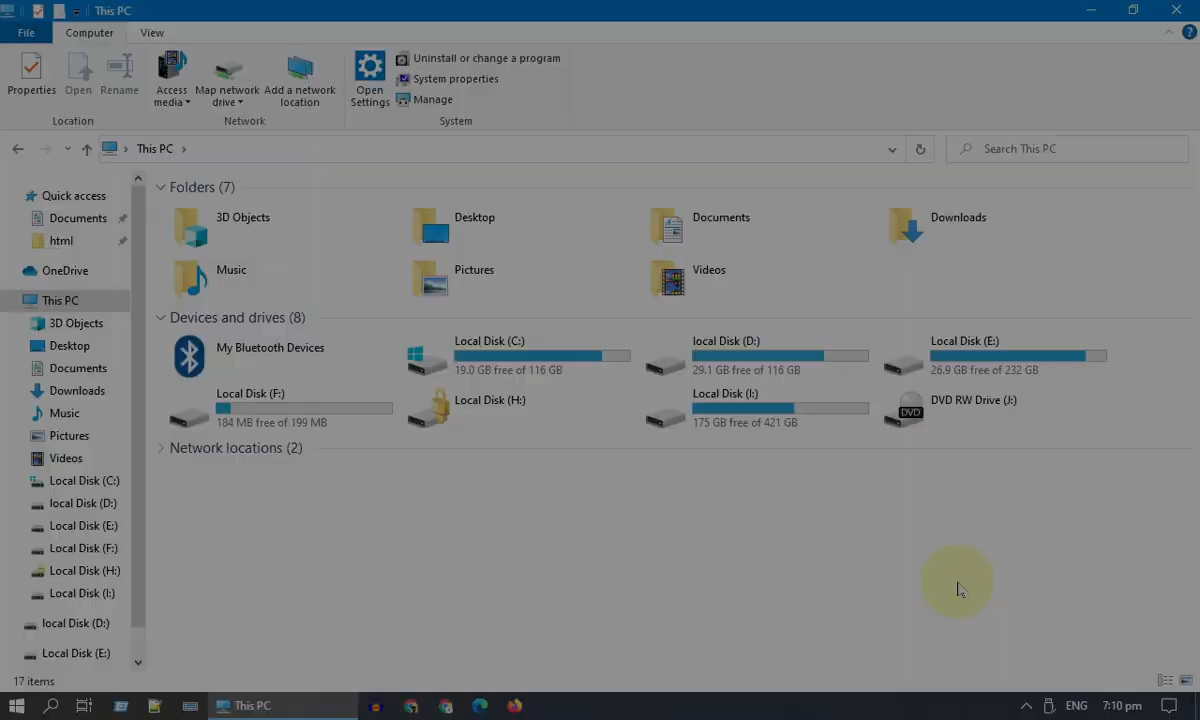 This PC
File
Computer
View
Properties
Open
Rename
Access media
Map network drive
Add a network location
Open Settings
Uninstall or change a program
System properties
Manage
Location
Network
System
This PC
Search This PC
Quick access
Documents
html
OneDrive
This PC
3D Objects
Desktop
Documents
Downloads
Music
Pictures
Videos
Local Disk (C:)
local Disk (D:)
Local Disk (E:)
Local Disk (F:)
Local Disk (H:)
Local Disk (I:)
local Disk (D:)
Local Disk (E:)
Folders (7)
3D Objects
Desktop
Documents
Downloads
Music
Pictures
Videos
Devices and drives (8)
My Bluetooth Devices
Local Disk (C:)
19.0 GB free of 116 GB
local Disk (D:)
29.1 GB free of 116 GB
Local Disk (E:)
26.9 GB free of 232 GB
Local Disk (F:)
184 MB free of 199 MB
Local Disk (H:)
Local Disk (I:)
175 GB free of 421 GB
DVD
DVD RW Drive (J:)
Network locations (2)
17 items
This PC
ENG
7:10 pm